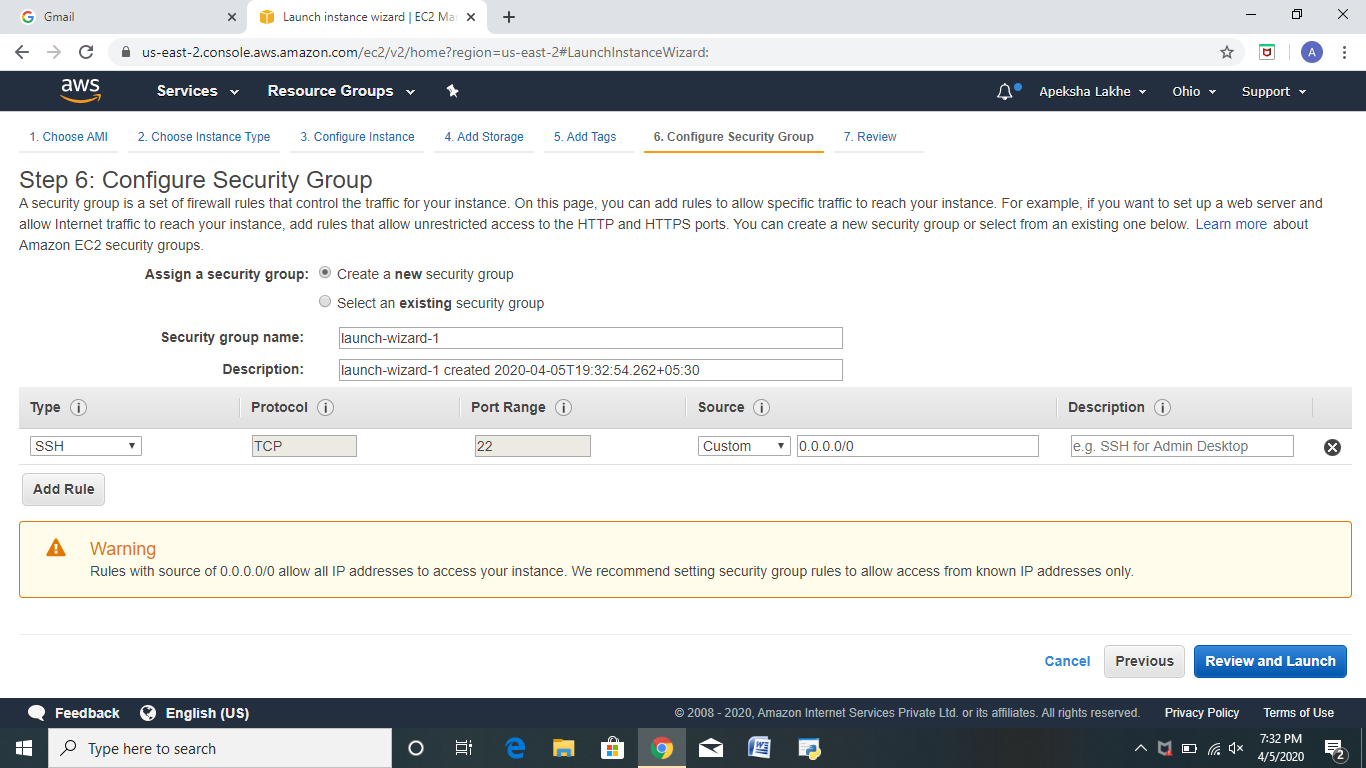 Gmail
Launch instance wizard | EC2 Mar
us-east-2.console.aws.amazon.com/ec2/v2/home?region=us-east-2#LaunchInstanceWizard:
A
aws
Services
Resource Groups
Apeksha Lakhe
Ohio
Support
1. Choose AMI
2. Choose Instance Type
3. Configure Instance
4. Add Storage
5. Add Tags
6. Configure Security Group
7. Review
Step 6: Configure Security Group
A security group is a set of firewall rules that control the traffic for your instance. On this page, you can add rules to allow specific traffic to reach your instance. For example, if you want to set up a web server and
allow Internet traffic to reach your instance, add rules that allow unrestricted access to the HTTP and HTTPS ports. You can create a new security group or select from an existing one below. Learn more about
Amazon EC2 security groups.
Assign a security group:
Create a new security group
Select an existing security group
Security group name:
launch-wizard-1
Description:
launch-wizard-1 created 2020-04-05T19:32:54.262+05:30
Type
Protocol
Port Range
Source
Description
SSH
TCP
22
Custom
0.0.0.0/0
e.g. SSH for Admin Desktop
Add Rule
Warning
Rules with source of 0.0.0.0/0 allow all IP addresses to access your instance. We recommend setting security group rules to allow access from known IP addresses only.
Cancel
Previous
Review and Launch
Feedback
English (US)
© 2008 - 2020, Amazon Internet Services Private Ltd. or its affiliates. All rights reserved.
Privacy Policy
Terms of Use
Type here to search
7:32 PM
4/5/2020
2